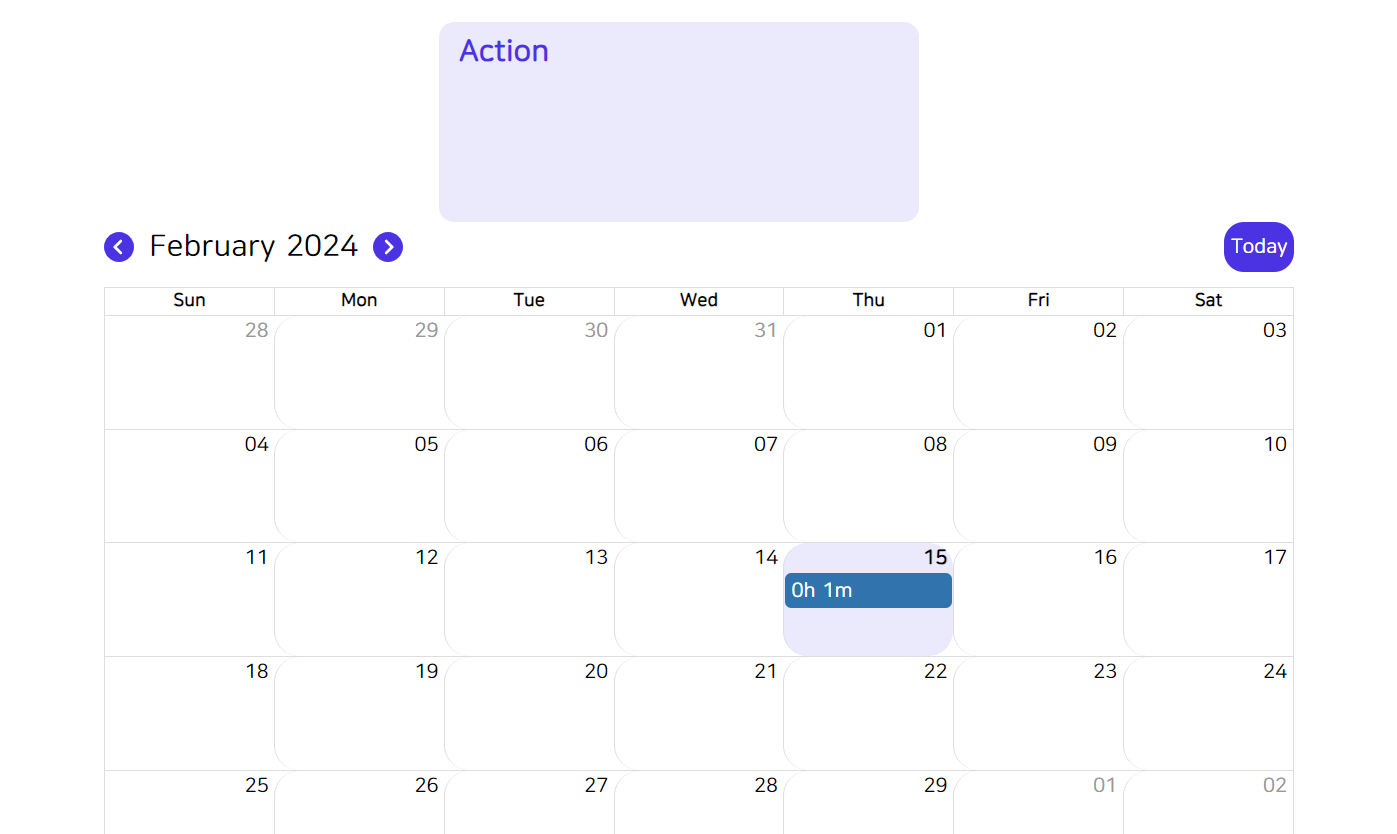 Action
February 2024
Today
Sun Mon Tue Wed Thu Fri Sat
28 29 30 31 01 02 03
04 05 06 07 08 09 10
11 12 13 14 15 16 17
0h 1m
18 19 20 21 22 23 24
25 26 27 28 29 01 02